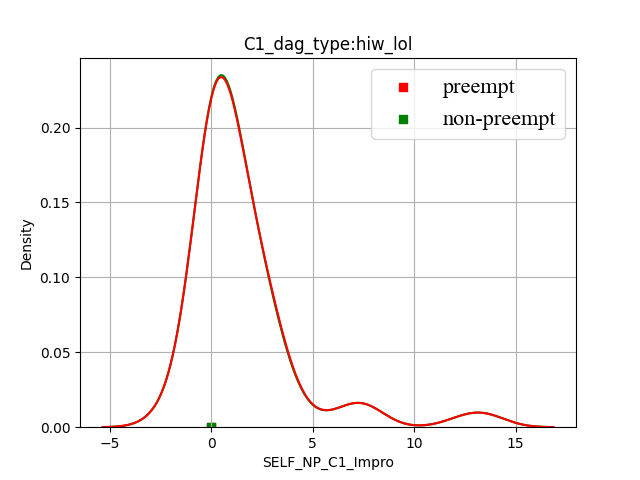 C1_dag_type:hiw_lol
preempt
non-preempt
Density
0.20
0.15
0.10
0.05
0.00
−5
0
5
10
15
SELF_NP_C1_Impro